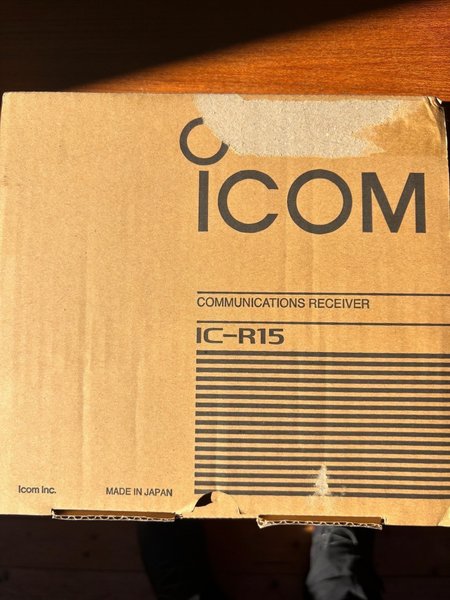 ICOM
COMMUNICATIONS RECEIVER
IC-R15
Icom Inc.
MADE IN JAPAN